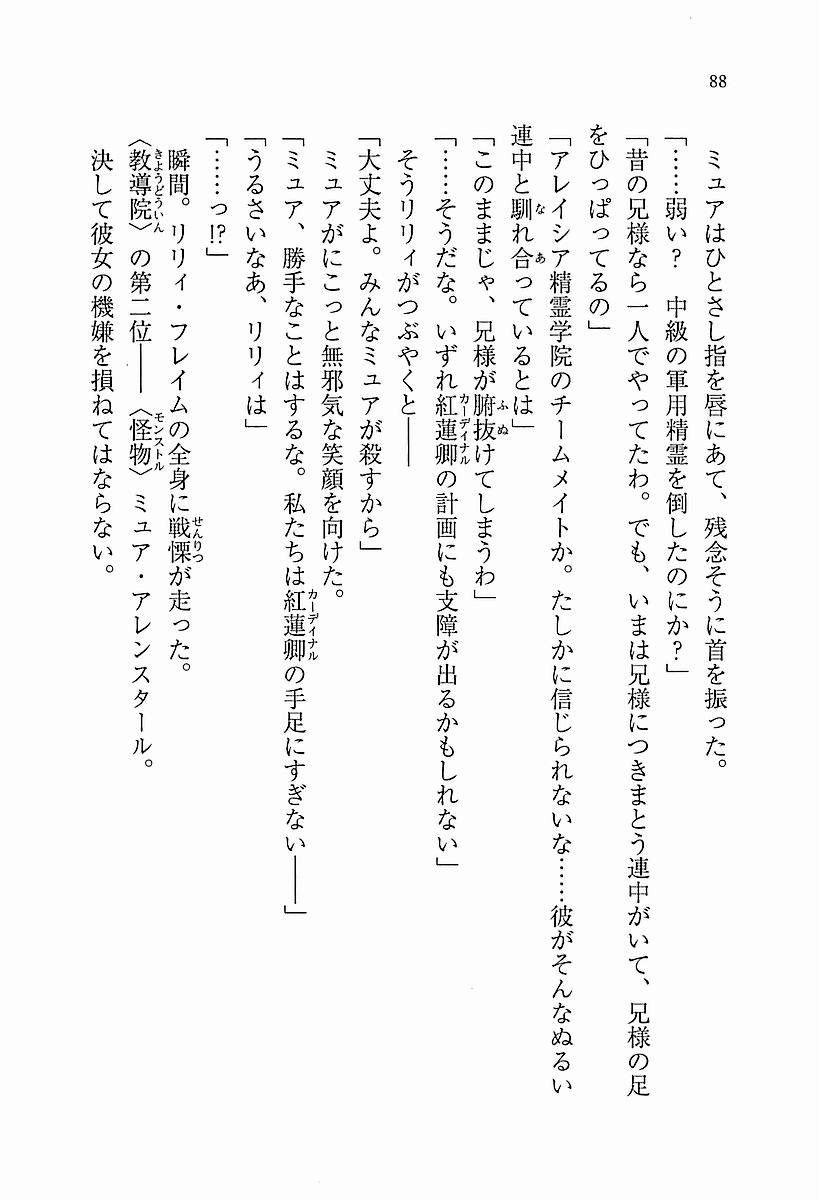 88
ミュアはひとさし指を唇にあて、残念そうに首を振った。
「……弱い？　中級の軍用精霊を倒したのにか？」
「昔の兄様なら一人でやってたわ。でも、いまは兄様につきまとう連中がいて、兄様の足
をひっぱってるの」
「アレイシア精霊学院のチームメイトか。たしかに信じられないな……彼がそんなぬるい
連中と馴れ合っているとは」
「このままじゃ、兄様が腑抜けてしまうわ」
「……そうだな。いずれ紅蓮卿の計画にも支障が出るかもしれない」
そうリリィがつぶやくと――
「大丈夫よ。みんなミュアが殺すから」
ミュアがにこっと無邪気な笑顔を向けた。
「ミュア、勝手なことはするな。私たちは紅蓮卿の手足にすぎない――」
「うるさいなあ、リリィは」
「……っ!?」
瞬間。リリィ・フレイムの全身に戦慄が走った。
〈教導院〉の第二位――〈怪物〉ミュア・アレンスタール。
決して彼女の機嫌を損ねてはならない。